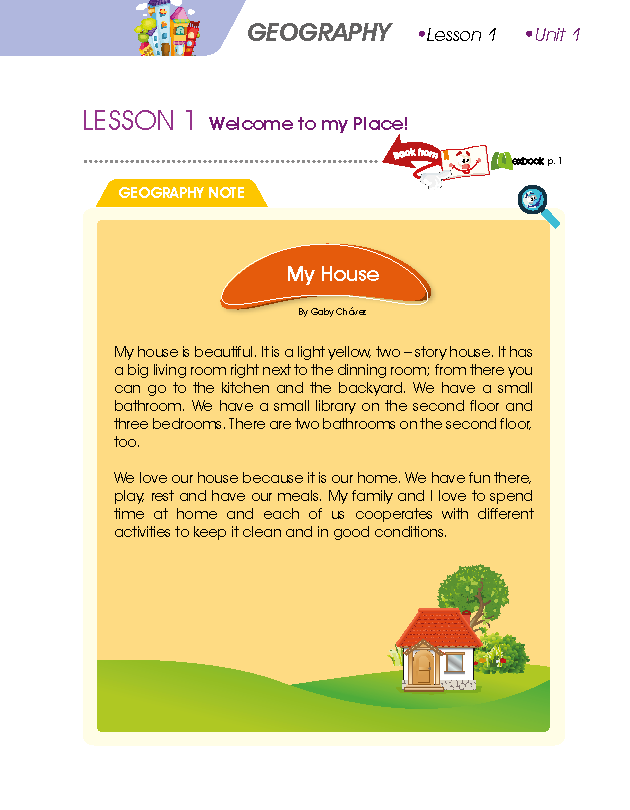 GEOGRAPHY •Lesson 1 •Unit 1
LESSON 1 Welcome to my Place!
Book from
p. 1
GEOGRAPHY NOTE
My House
By Gaby Chávez
My house is beautiful. It is a light yellow, two – story house. It has
a big living room right next to the dinning room; from there you
can go to the kitchen and the backyard. We have a small
bathroom. We have a small library on the second floor and
three bedrooms. There are two bathrooms on the second floor,
too.
We love our house because it is our home. We have fun there,
play, rest and have our meals. My family and I love to spend
time at home and each of us cooperates with different
activities to keep it clean and in good conditions.